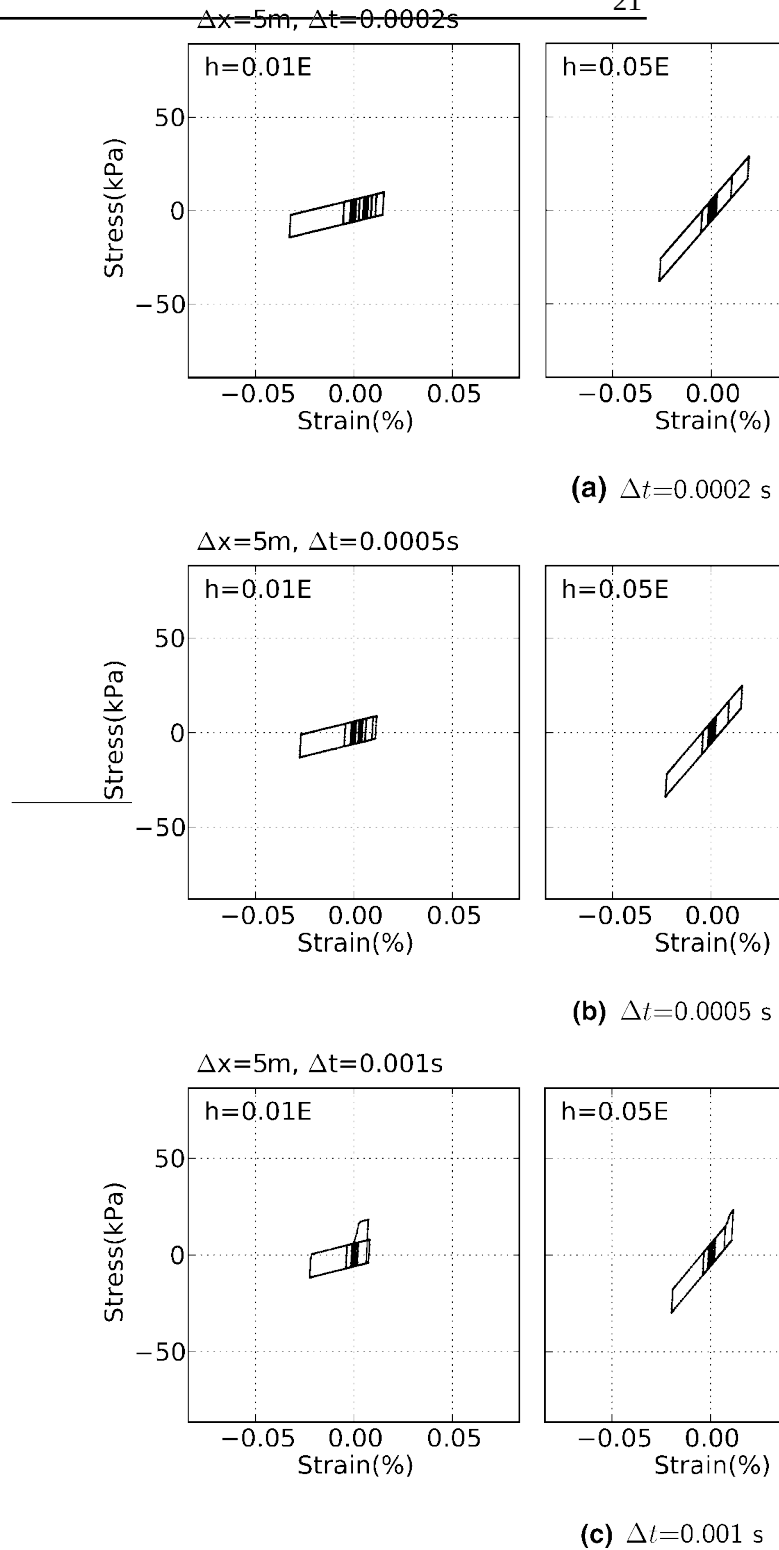 21
Δx=5m, Δt=0.0002s
h=0.01E
h=0.05E
50
0
−50
Stress(kPa)
−0.05 0.00 0.05
−0.05 0.00
Strain(%)
Strain(%)
(a) Δt=0.0002 s
Δx=5m, Δt=0.0005s
h=0.01E
h=0.05E
50
0
−50
Stress(kPa)
−0.05 0.00 0.05
−0.05 0.00
Strain(%)
Strain(%)
(b) Δt=0.0005 s
Δx=5m, Δt=0.001s
h=0.01E
h=0.05E
50
0
−50
Stress(kPa)
−0.05 0.00 0.05
−0.05 0.00
Strain(%)
Strain(%)
(c) Δt=0.001 s